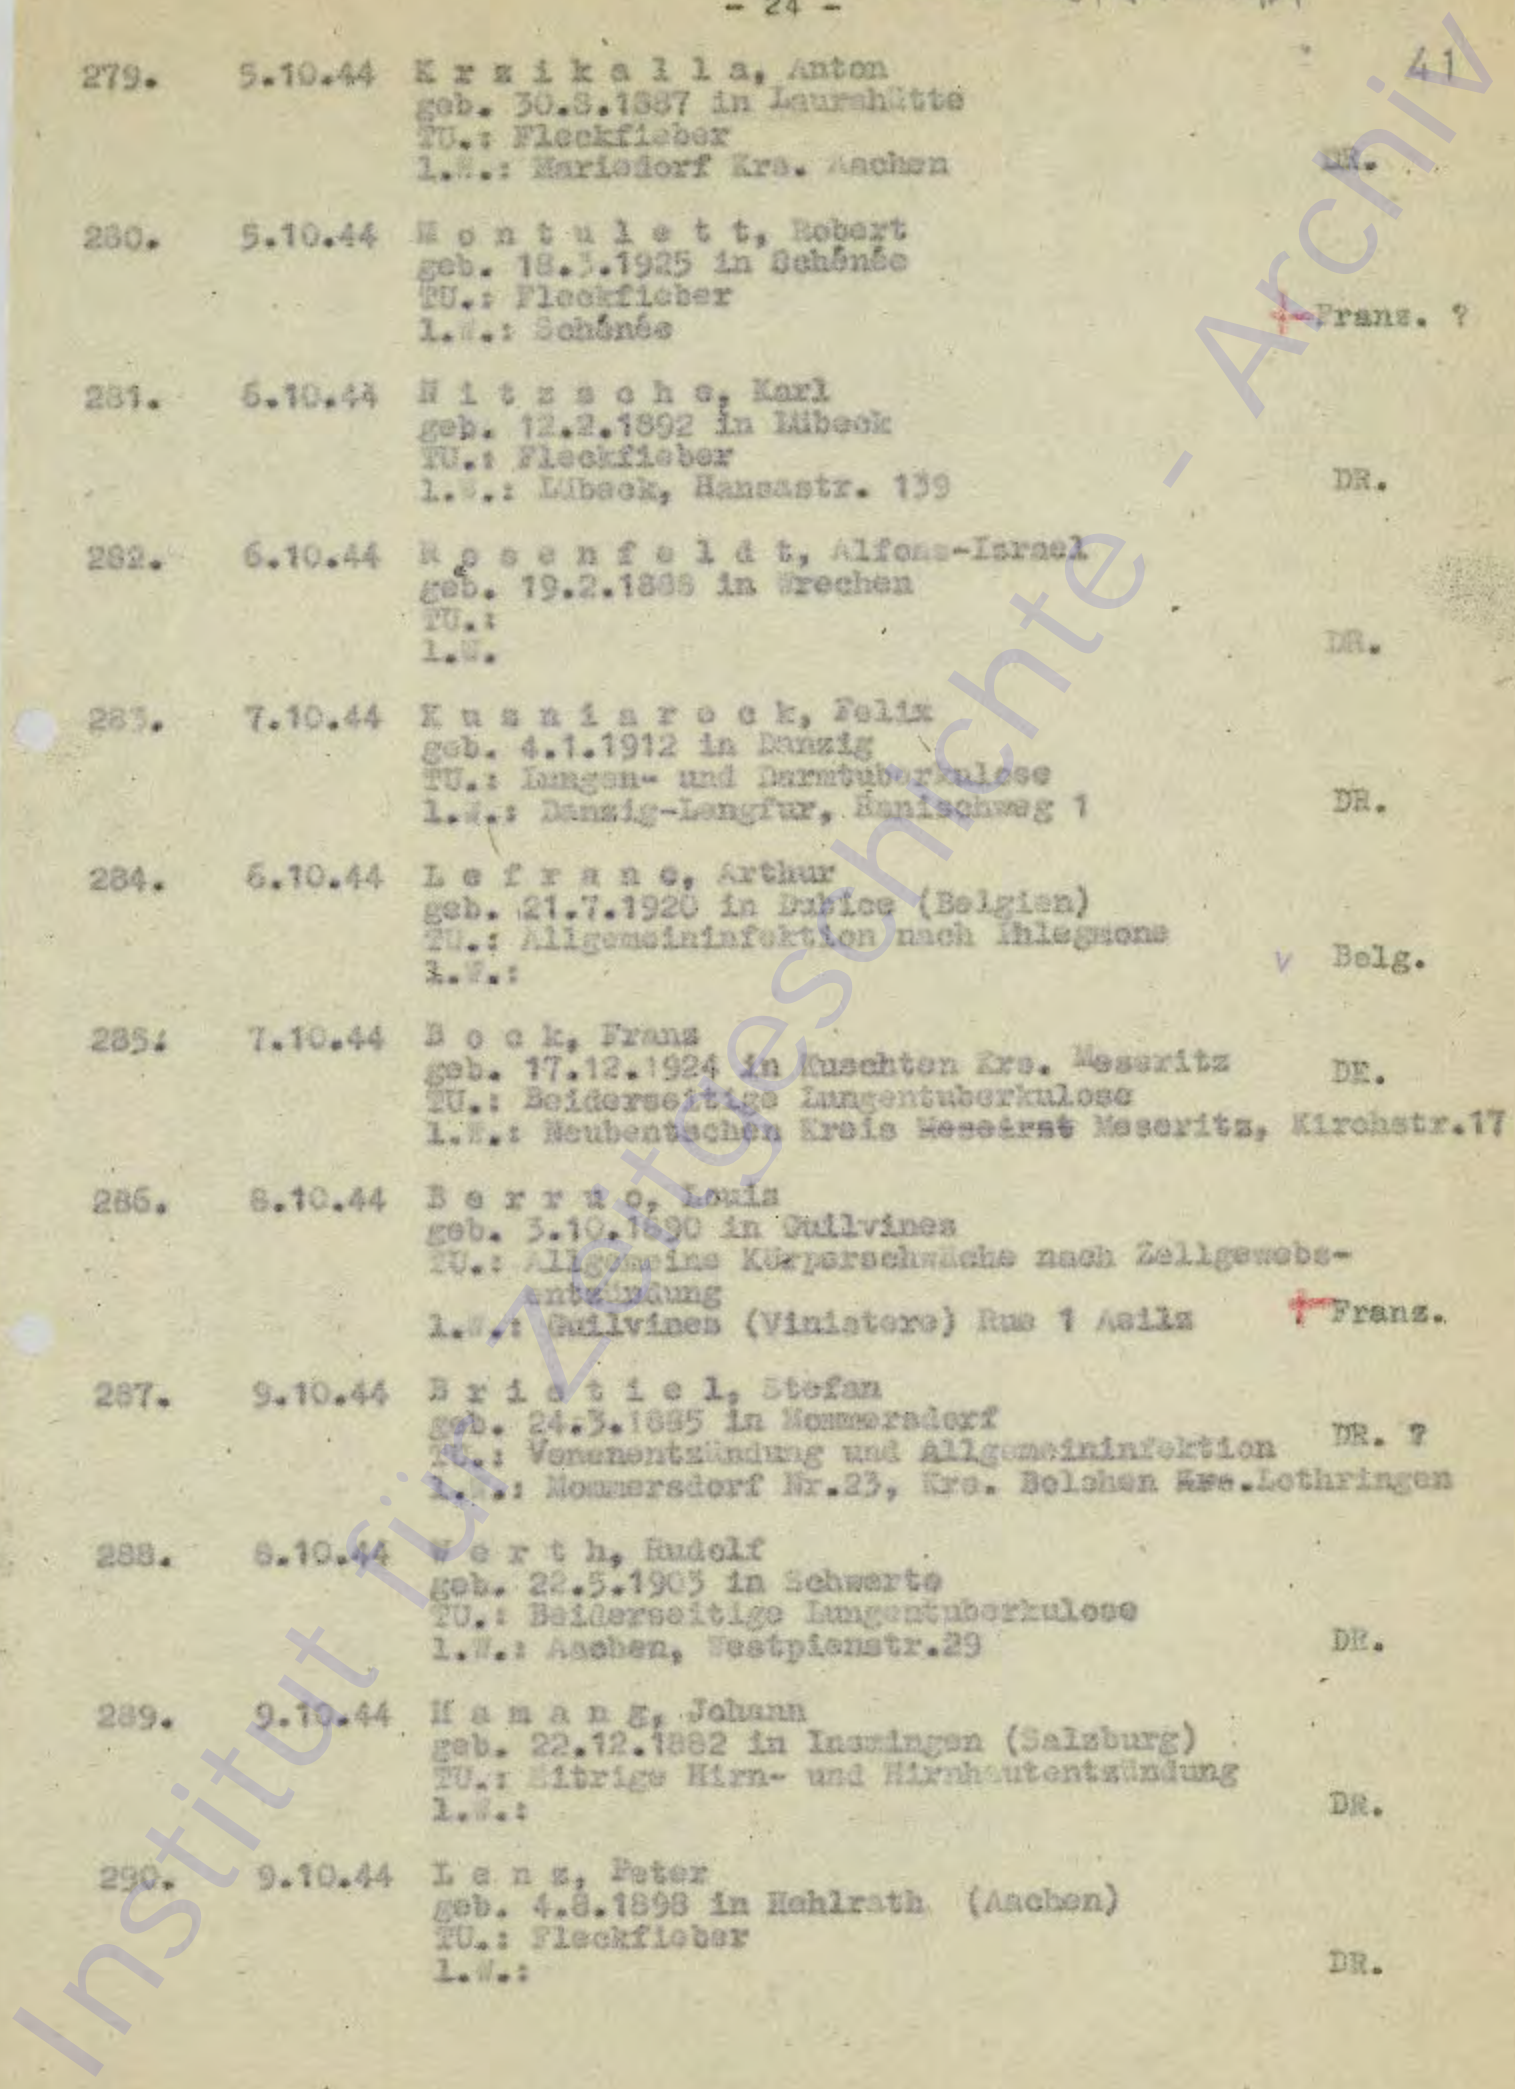 - 24 -
41
279. 5.10.44 K r z i k a l l a, Anton
geb. 30.8.1887 in Laurahütte
TU.: Fleckfieber
l.W.: Mariadorf Krs. Aachen DR.
280. 5.10.44 M o n t u l e t t, Robert
geb. 18.3.1925 in Schénée
TU.: Fleckfieber
l.W.: Schénée Franz. ?
281. 6.10.44 N i t z s c h e, Karl
geb. 12.2.1892 in Lübeck
TU.: Fleckfieber
l.W.: Lübeck, Hansastr. 139 DR.
282. 6.10.44 R o s e n f e l d t, Alfons-Israel
geb. 19.2.1888 in Wrechen
TU.:
l.W. DR.
283. 7.10.44 K u s n i a r o c k, Felix
geb. 4.1.1912 in Danzig
TU.: Lungen- und Darmtuberkulose
l.W.: Danzig-Langfur, Hanischweg 1 DR.
284. 6.10.44 L e f r a n c, Arthur
geb. 21.7.1920 in (Belgien)
TU.: Allgemeininfektion nach Phlegmone
l.W.: v Belg.
285. 7.10.44 B o c k, Franz
geb. 17.12.1924 in Kuschten Krs. Meseritz DR.
TU.: Beiderseitige Lungentuberkulose
l.W.: Neubentschen Kreis Meseritz, Kirchstr.17
286. 8.10.44 B e r r u o, Louis
geb. 3.10.1890 in Guilvines
TU.: Allgemeine Körperschwäche nach Zellgewebs-
entzündung
l.W.: Guilvines (Vinistere) Rue 1 Asilz Franz.
287. 9.10.44 B r i s t i e l, Stefan
geb. 24.3.1885 in Mommersdorf
TU.: Venenentzündung und Allgemeininfektion DR. ?
l.W.: Mommersdorf Nr.23, Krs. Bolchen Krs.Lothringen
288. 8.10.44 W e r t h, Rudolf
geb. 22.5.1903 in Schwerte
TU.: Beiderseitige Lungentuberkulose
l.W.: Aachen, Westpienstr.29 DR.
289. 9.10.44 H a m a n g, Johann
geb. 22.12.1882 in Insmingen (Salzburg)
TU.: Eitrige Hirn- und Hirnhautentzündung
l.W.: DR.
290. 9.10.44 L e n z, Peter
geb. 4.8.1898 in Hehlrath (Aachen)
TU.: Fleckfieber
l.W.: DR.
Institut für Zeitgeschichte - Archiv